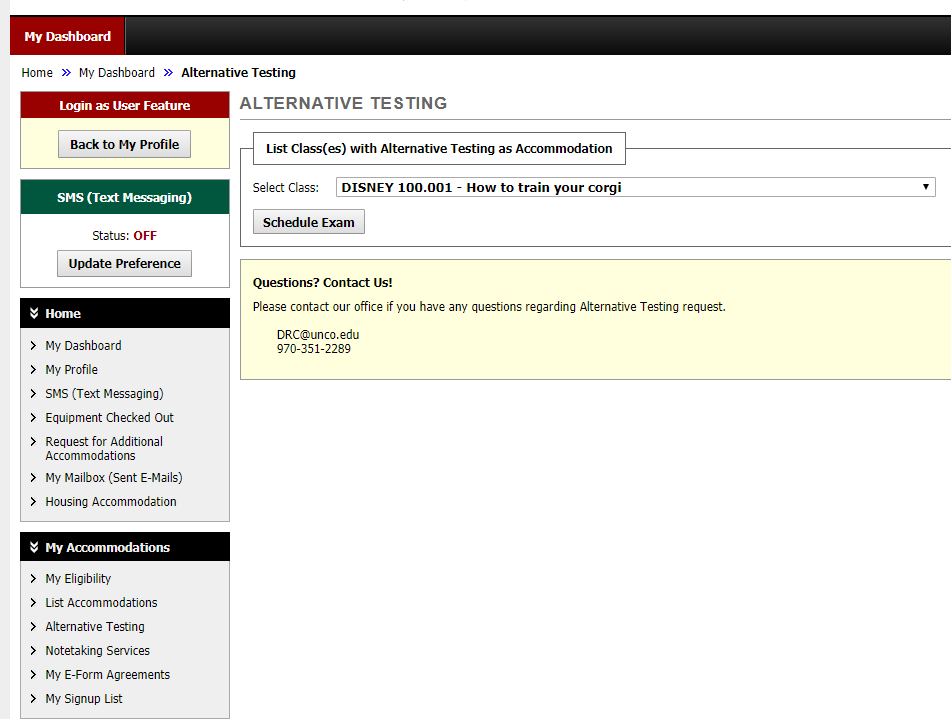 My Dashboard
Home » My Dashboard » Alternative Testing
Login as User Feature
Back to My Profile
SMS (Text Messaging)
Status: OFF
Update Preference
Home
My Dashboard
My Profile
SMS (Text Messaging)
Equipment Checked Out
Request for Additional
Accommodations
My Mailbox (Sent E-Mails)
Housing Accommodation
My Accommodations
My Eligibility
List Accommodations
Alternative Testing
Notetaking Services
My E-Form Agreements
My Signup List
ALTERNATIVE TESTING
List Class(es) with Alternative Testing as Accommodation
Select Class: DISNEY 100.001 - How to train your corgi
Schedule Exam
Questions? Contact Us!
Please contact our office if you have any questions regarding Alternative Testing request.
DRC@unco.edu
970-351-2289